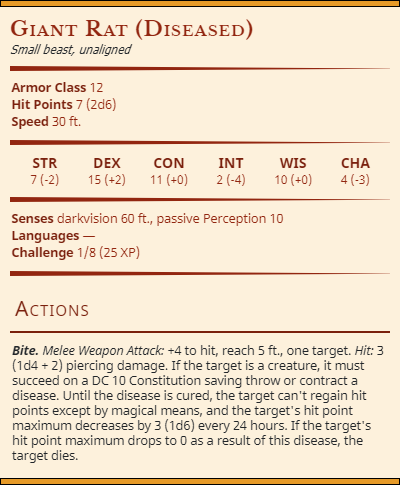 Giant Rat (Diseased)
Small beast, unaligned
Armor Class 12
Hit Points 7 (2d6)
Speed 30 ft.
STR DEX CON INT WIS CHA
7 (-2) 15 (+2) 11 (+0) 2 (-4) 10 (+0) 4 (-3)
Senses darkvision 60 ft., passive Perception 10
Languages —
Challenge 1/8 (25 XP)
Actions
Bite. Melee Weapon Attack: +4 to hit, reach 5 ft., one target. Hit: 3
(1d4 + 2) piercing damage. If the target is a creature, it must
succeed on a DC 10 Constitution saving throw or contract a
disease. Until the disease is cured, the target can't regain hit
points except by magical means, and the target's hit point
maximum decreases by 3 (1d6) every 24 hours. If the target's
hit point maximum drops to 0 as a result of this disease, the
target dies.